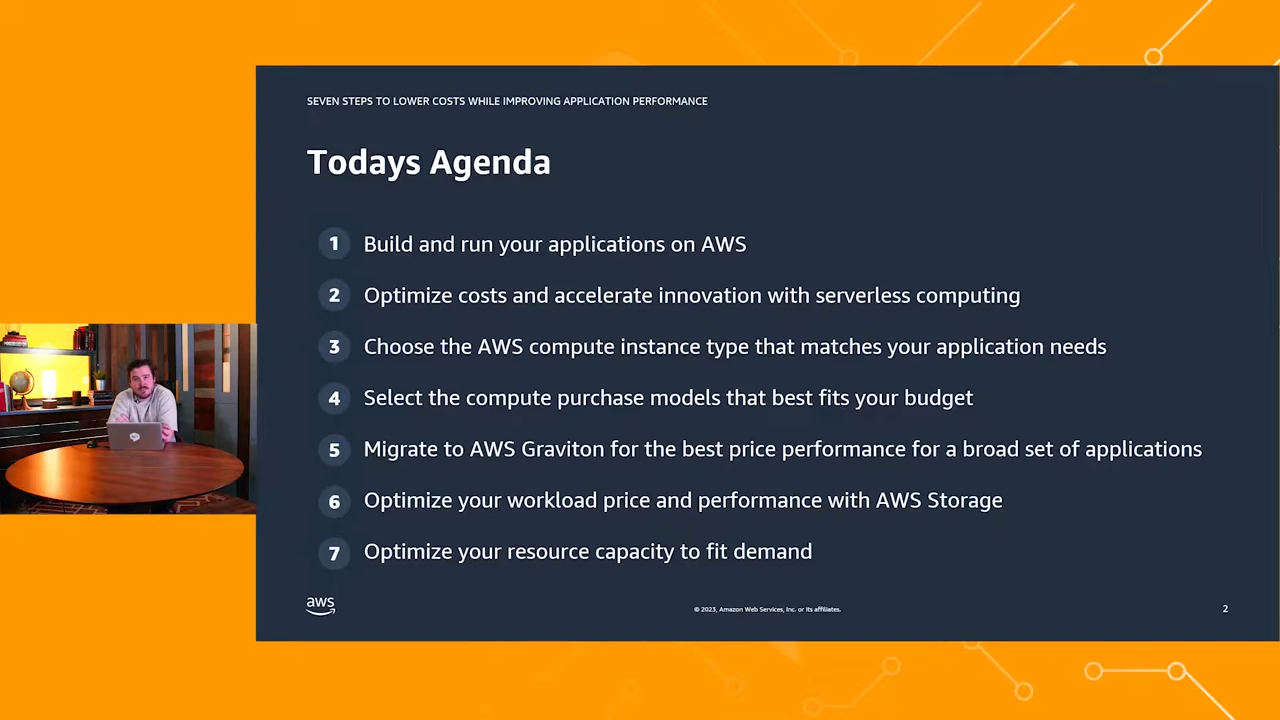 SEVEN STEPS TO LOWER COSTS WHILE IMPROVING APPLICATION PERFORMANCE
Todays Agenda
1 Build and run your applications on AWS
2 Optimize costs and accelerate innovation with serverless computing
3 Choose the AWS compute instance type that matches your application needs
4 Select the compute purchase models that best fits your budget
5 Migrate to AWS Graviton for the best price performance for a broad set of applications
6 Optimize your workload price and performance with AWS Storage
7 Optimize your resource capacity to fit demand
aws
© 2023, Amazon Web Services, Inc. or its affiliates.
2